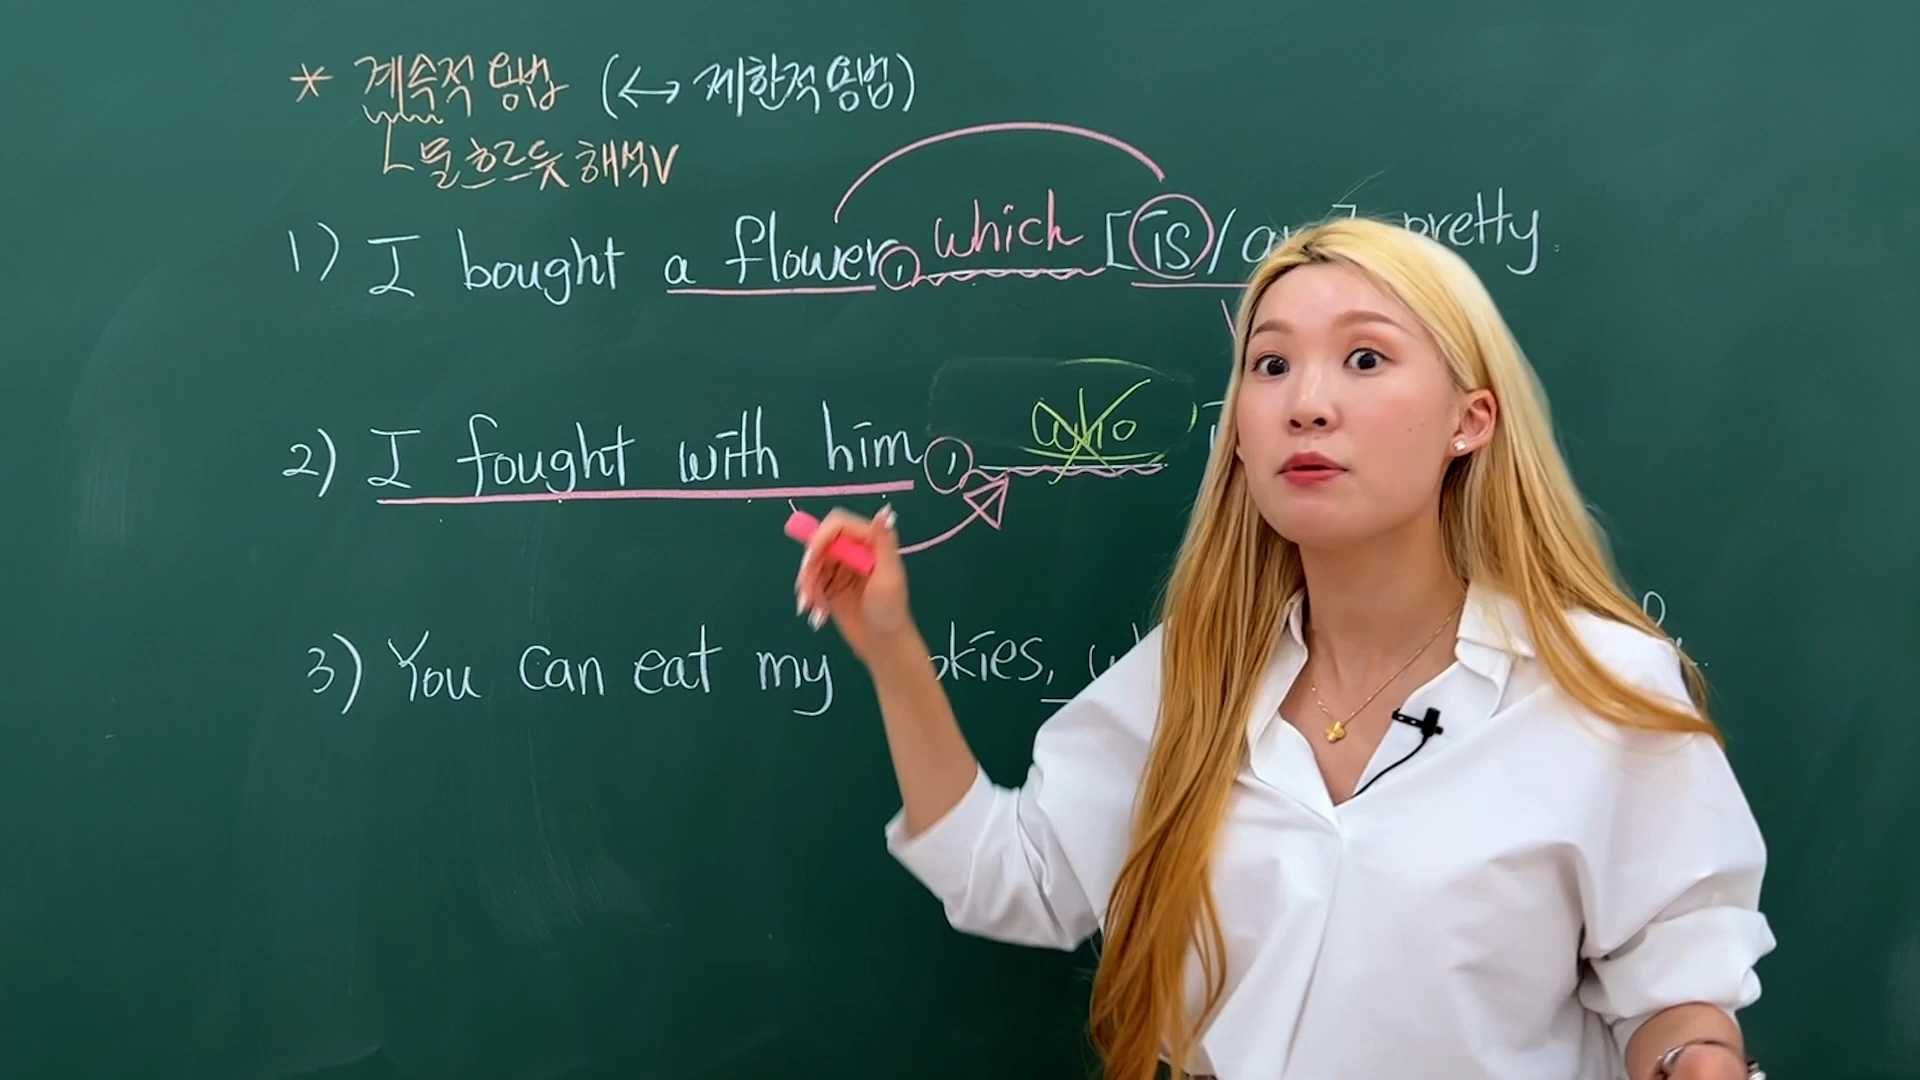 * 계속적 용법 (↔ 제한적 용법)
└ 물 흐르듯 해석
1) I bought a flower, which [is / pretty.
2) I fought with him, who
3) You can eat my